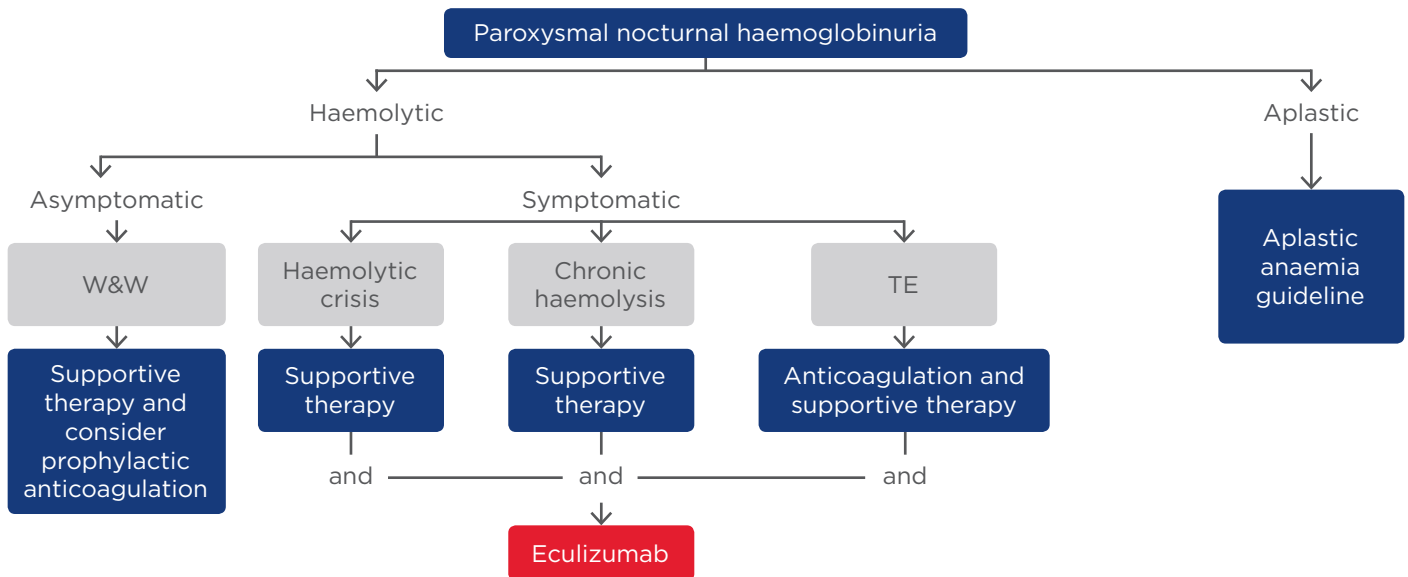 Paroxysmal nocturnal haemoglobinuria
Haemolytic
Aplastic
Asymptomatic
Symptomatic
W&W
Haemolytic
crisis
Chronic
haemolysis
TE
Aplastic
anaemia
guideline
Supportive
therapy and
consider
prophylactic
anticoagulation
Supportive
therapy
Supportive
therapy
Anticoagulation and
supportive therapy
and
and
and
Eculizumab